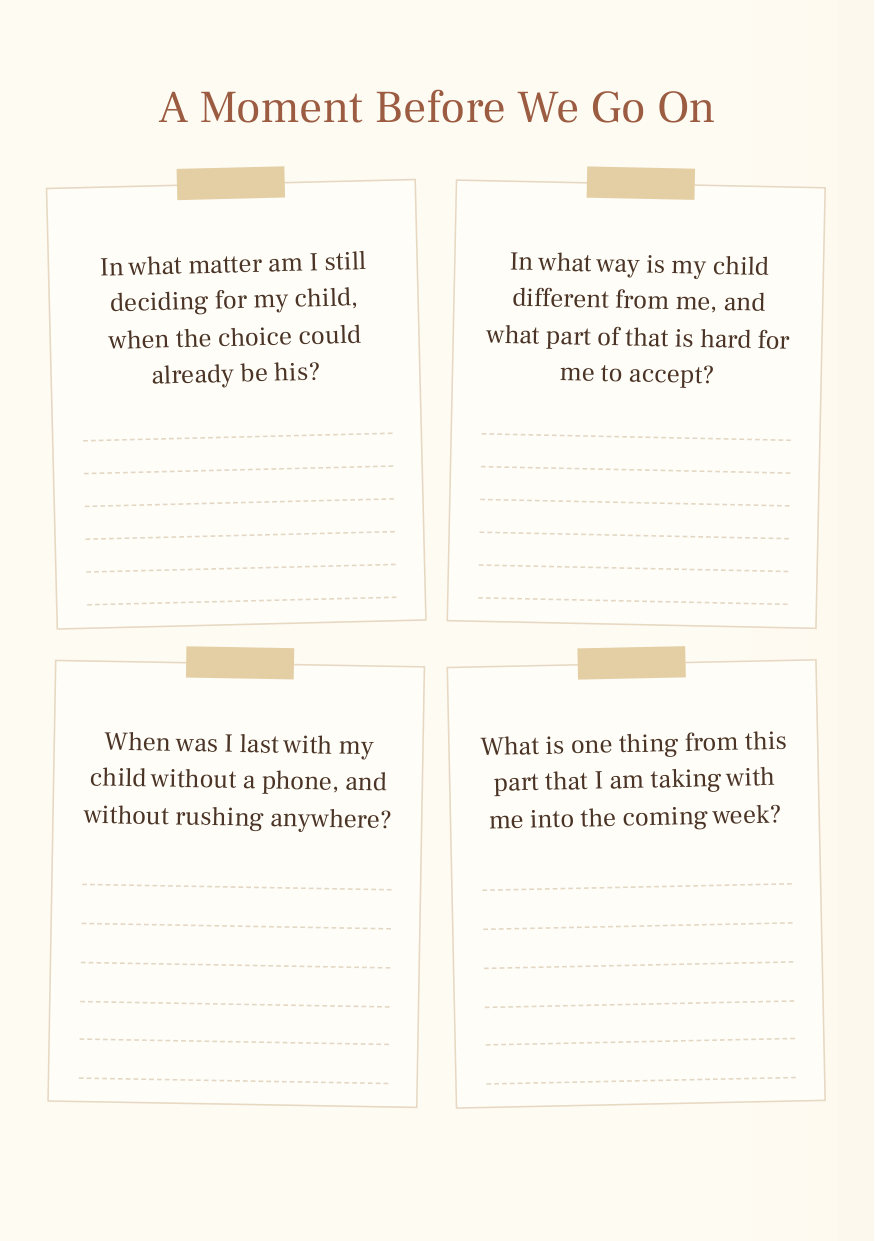 A Moment Before We Go On
In what matter am I still
deciding for my child,
when the choice could
already be his?
In what way is my child
different from me, and
what part of that is hard for
me to accept?
When was I last with my
child without a phone, and
without rushing anywhere?
What is one thing from this
part that I am taking with
me into the coming week?